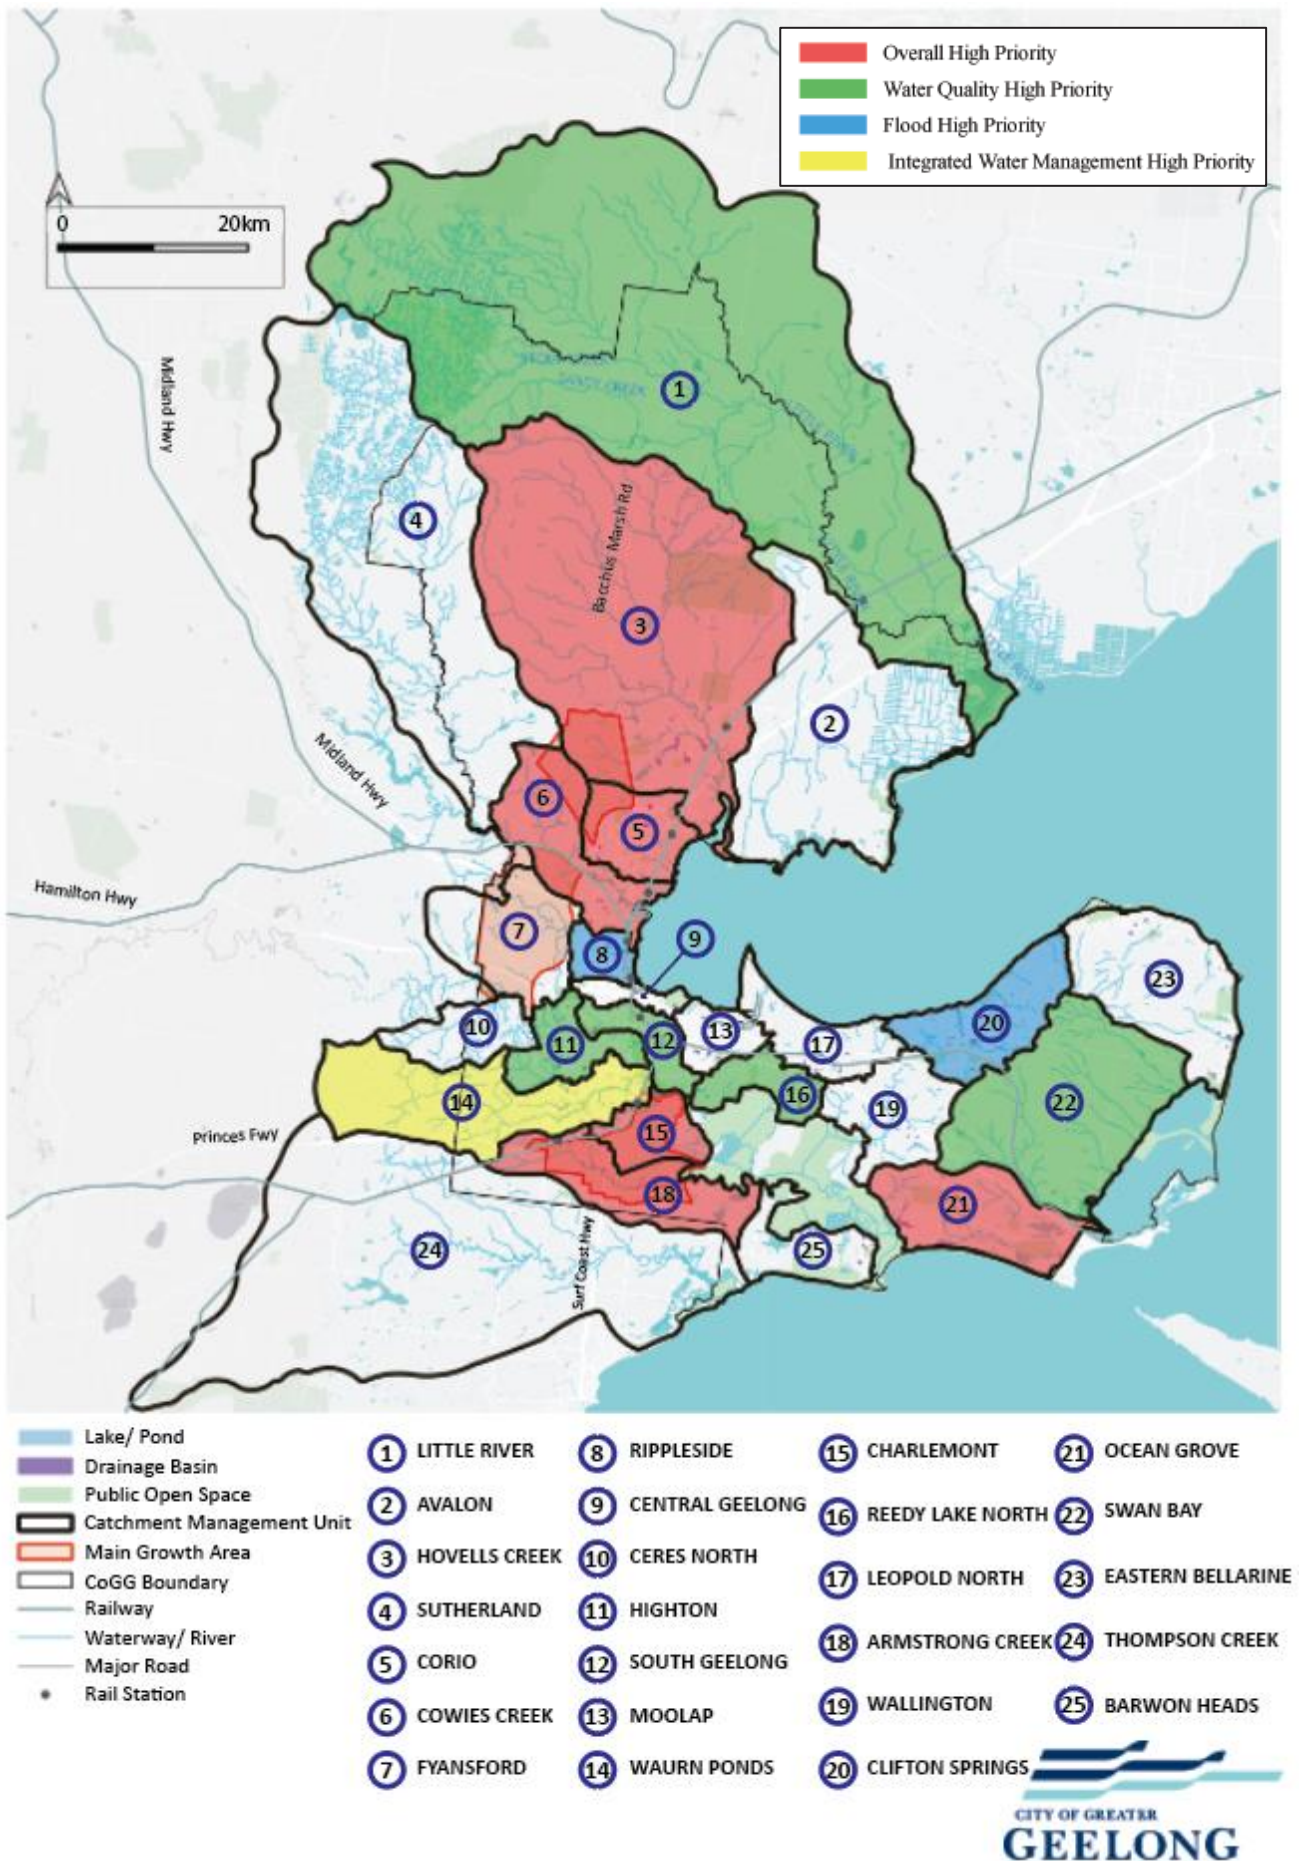 Overall High Priority
Water Quality High Priority
Flood High Priority
Integrated Water Management High Priority
0 20km
Midland Hwy
SANDY CREEK
1
Bacchus Marsh Rd
4
3
2
Midland Hwy
6
5
Hamilton Hwy
7
8
9
23
10
11
12
13
17
20
14
16
19
22
Princes Fwy
15
18
21
24
Surf Coast Hwy
25
Lake/ Pond
Drainage Basin
Public Open Space
Catchment Management Unit
Main Growth Area
CoGG Boundary
Railway
Waterway/ River
Major Road
Rail Station
1 LITTLE RIVER
2 AVALON
3 HOVELLS CREEK
4 SUTHERLAND
5 CORIO
6 COWIES CREEK
7 FYANSFORD
8 RIPPLESIDE
9 CENTRAL GEELONG
10 CERES NORTH
11 HIGHTON
12 SOUTH GEELONG
13 MOOLAP
14 WAURN PONDS
15 CHARLEMONT
16 REEDY LAKE NORTH
17 LEOPOLD NORTH
18 ARMSTRONG CREEK
19 WALLINGTON
20 CLIFTON SPRINGS
21 OCEAN GROVE
22 SWAN BAY
23 EASTERN BELLARINE
24 THOMPSON CREEK
25 BARWON HEADS
CITY OF GREATER
GEELONG